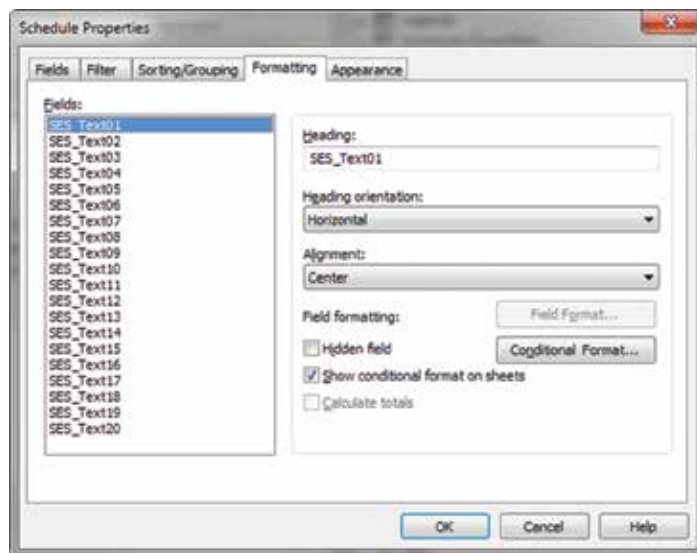 Schedule Properties
Fields
Filter
Sorting/Grouping
Formatting
Appearance
Fields:
SES_Text01
SES_Text02
SES_Text03
SES_Text04
SES_Text05
SES_Text06
SES_Text07
SES_Text08
SES_Text09
SES_Text10
SES_Text11
SES_Text12
SES_Text13
SES_Text14
SES_Text15
SES_Text16
SES_Text17
SES_Text18
SES_Text19
SES_Text20
Heading:
SES_Text01
Heading orientation:
Horizontal
Alignment:
Center
Field formatting:
Field Format...
Hidden field
Conditional Format...
Show conditional format on sheets
Calculate totals
OK
Cancel
Help